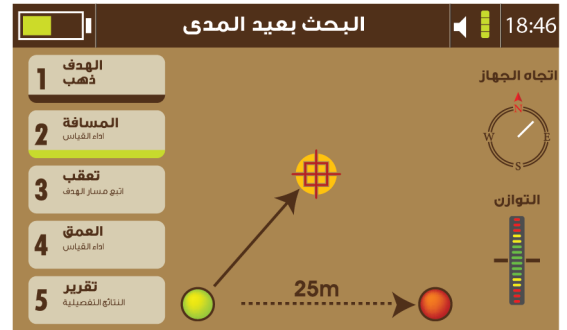 البحث بعيد المدى
18:46
1
الهدف
ذهب
2
المسافة
اداء القياس
3
تعقب
اتبع مسار الهدف
4
العمق
اداء القياس
5
تقرير
النتائج التفصيلية
25m
اتجاه الجهاز
N
W
E
S
التوازن